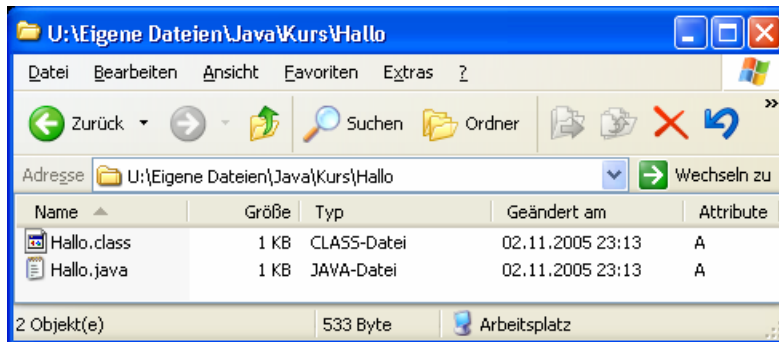 U:\Eigene Dateien\Java\Kurs\Hallo
Datei Bearbeiten Ansicht Favoriten Extras ?
Zurück Suchen Ordner »
Adresse U:\Eigene Dateien\Java\Kurs\Hallo Wechseln zu
Name Größe Typ Geändert am Attribute
Hallo.class 1 KB CLASS-Datei 02.11.2005 23:13 A
Hallo.java 1 KB JAVA-Datei 02.11.2005 23:13 A
2 Objekt(e) 533 Byte Arbeitsplatz